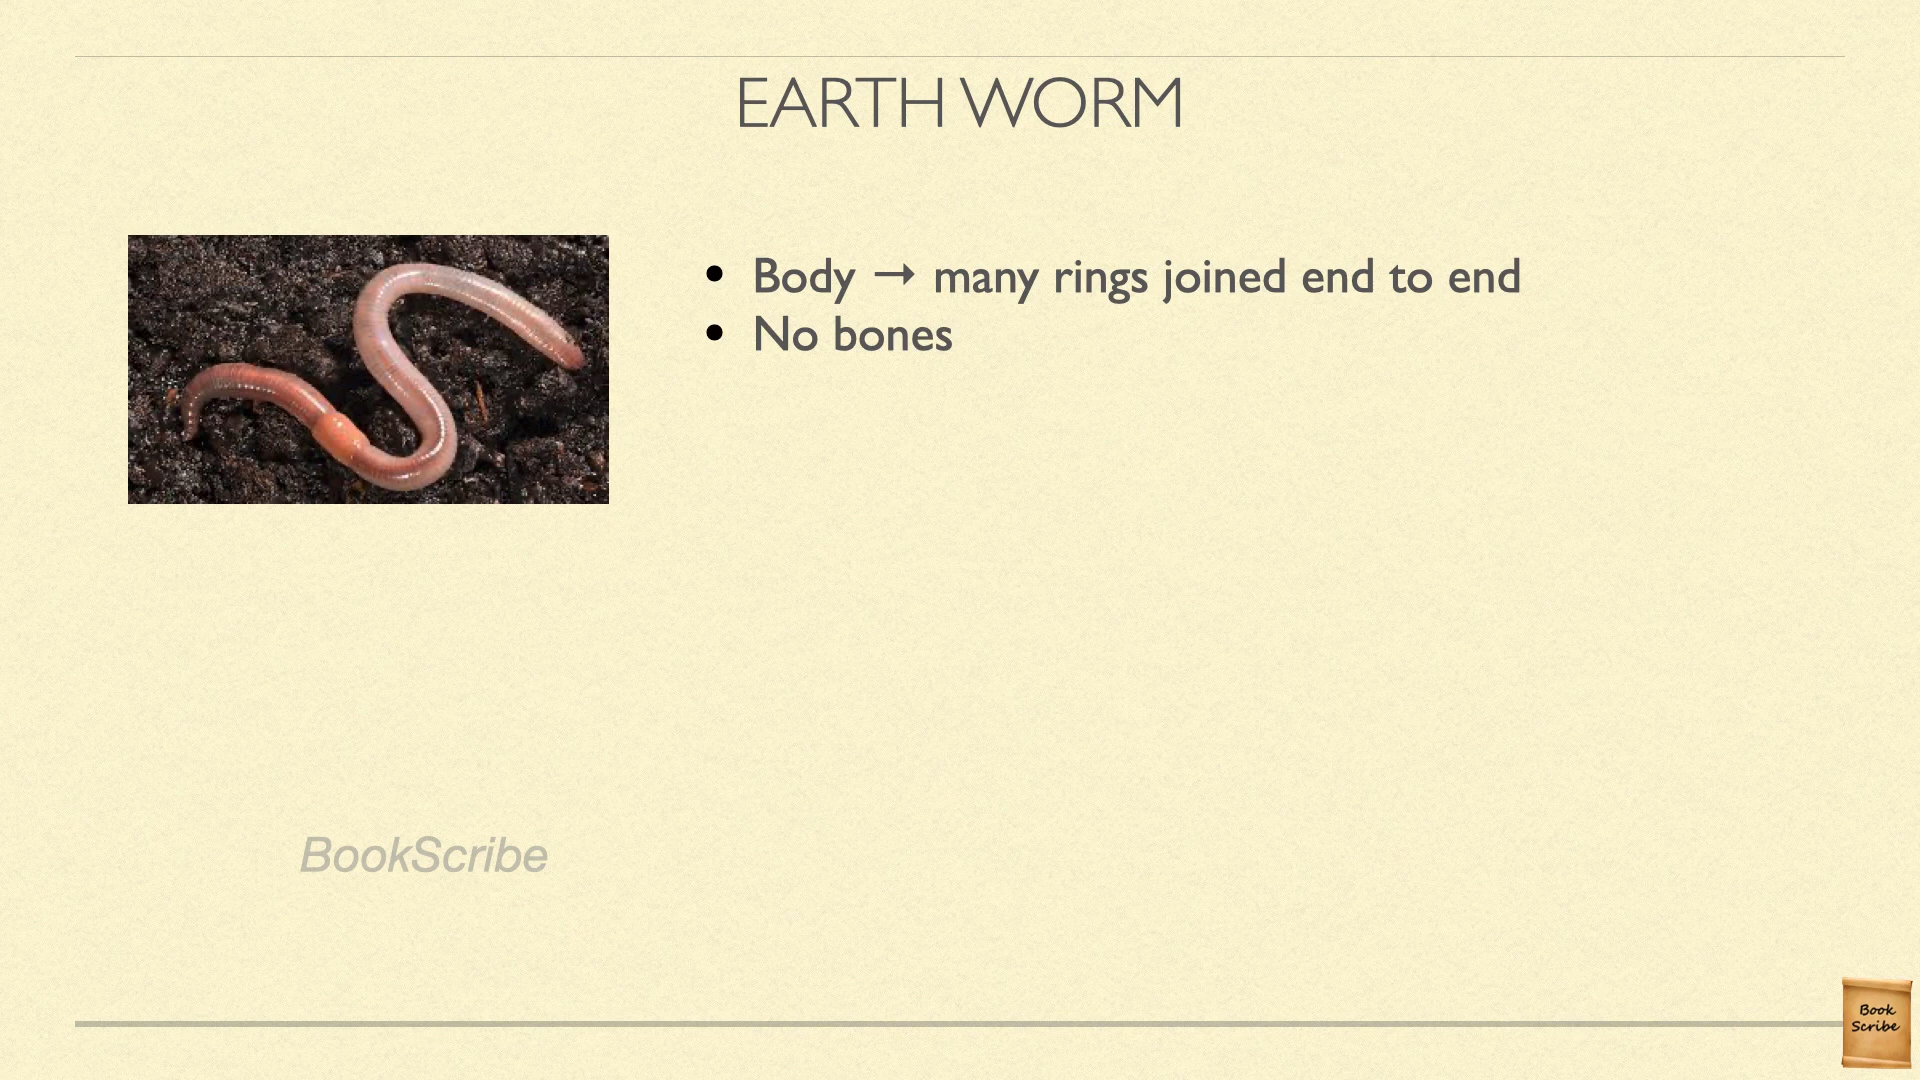 EARTH WORM
• Body → many rings joined end to end
• No bones
BookScribe
Book
Scribe